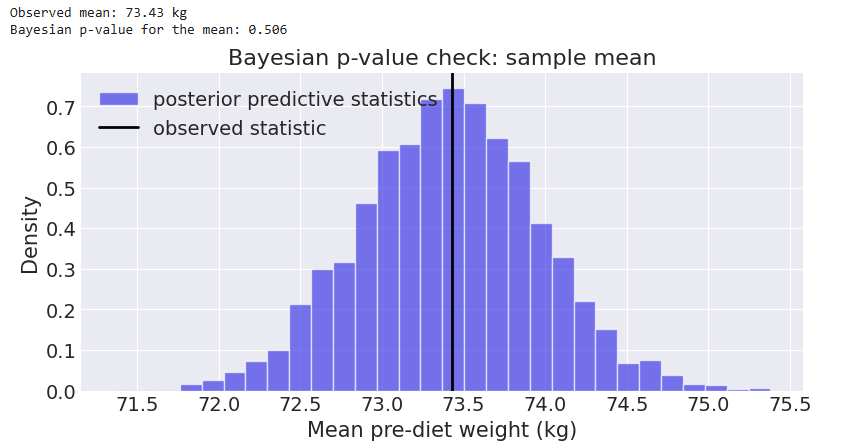 Observed mean: 73.43 kg
Bayesian p-value for the mean: 0.506
Bayesian p-value check: sample mean
posterior predictive statistics
observed statistic
Density
0.7
0.6
0.5
0.4
0.3
0.2
0.1
0.0
71.5 72.0 72.5 73.0 73.5 74.0 74.5 75.0 75.5
Mean pre-diet weight (kg)